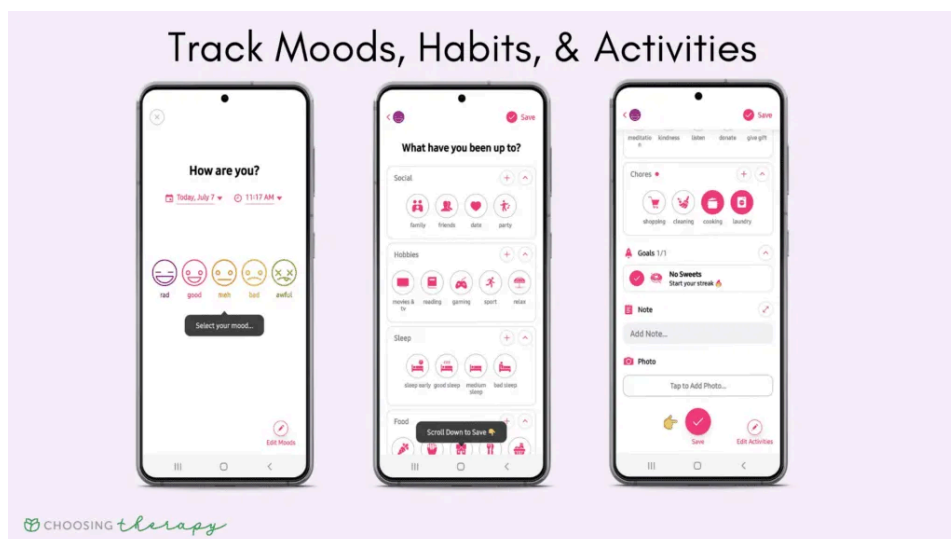 Track Moods, Habits, & Activities
How are you?
Today, July 7
11:17 AM
rad good meh bad awful
Select your mood...
Edit Moods
Save
What have you been up to?
Social
family friends date party
Hobbies
movies & tv reading gaming sport relax
Sleep
sleep early good sleep medium sleep bad sleep
Food
Scroll Down to Save
Save
meditatio
n kindness listen donate give gift
Chores
shopping cleaning cooking laundry
Goals 1/1
No Sweets
Start your streak
Note
Add Note...
Photo
Tap to Add Photo...
Save
Edit Activities
CHOOSING therapy